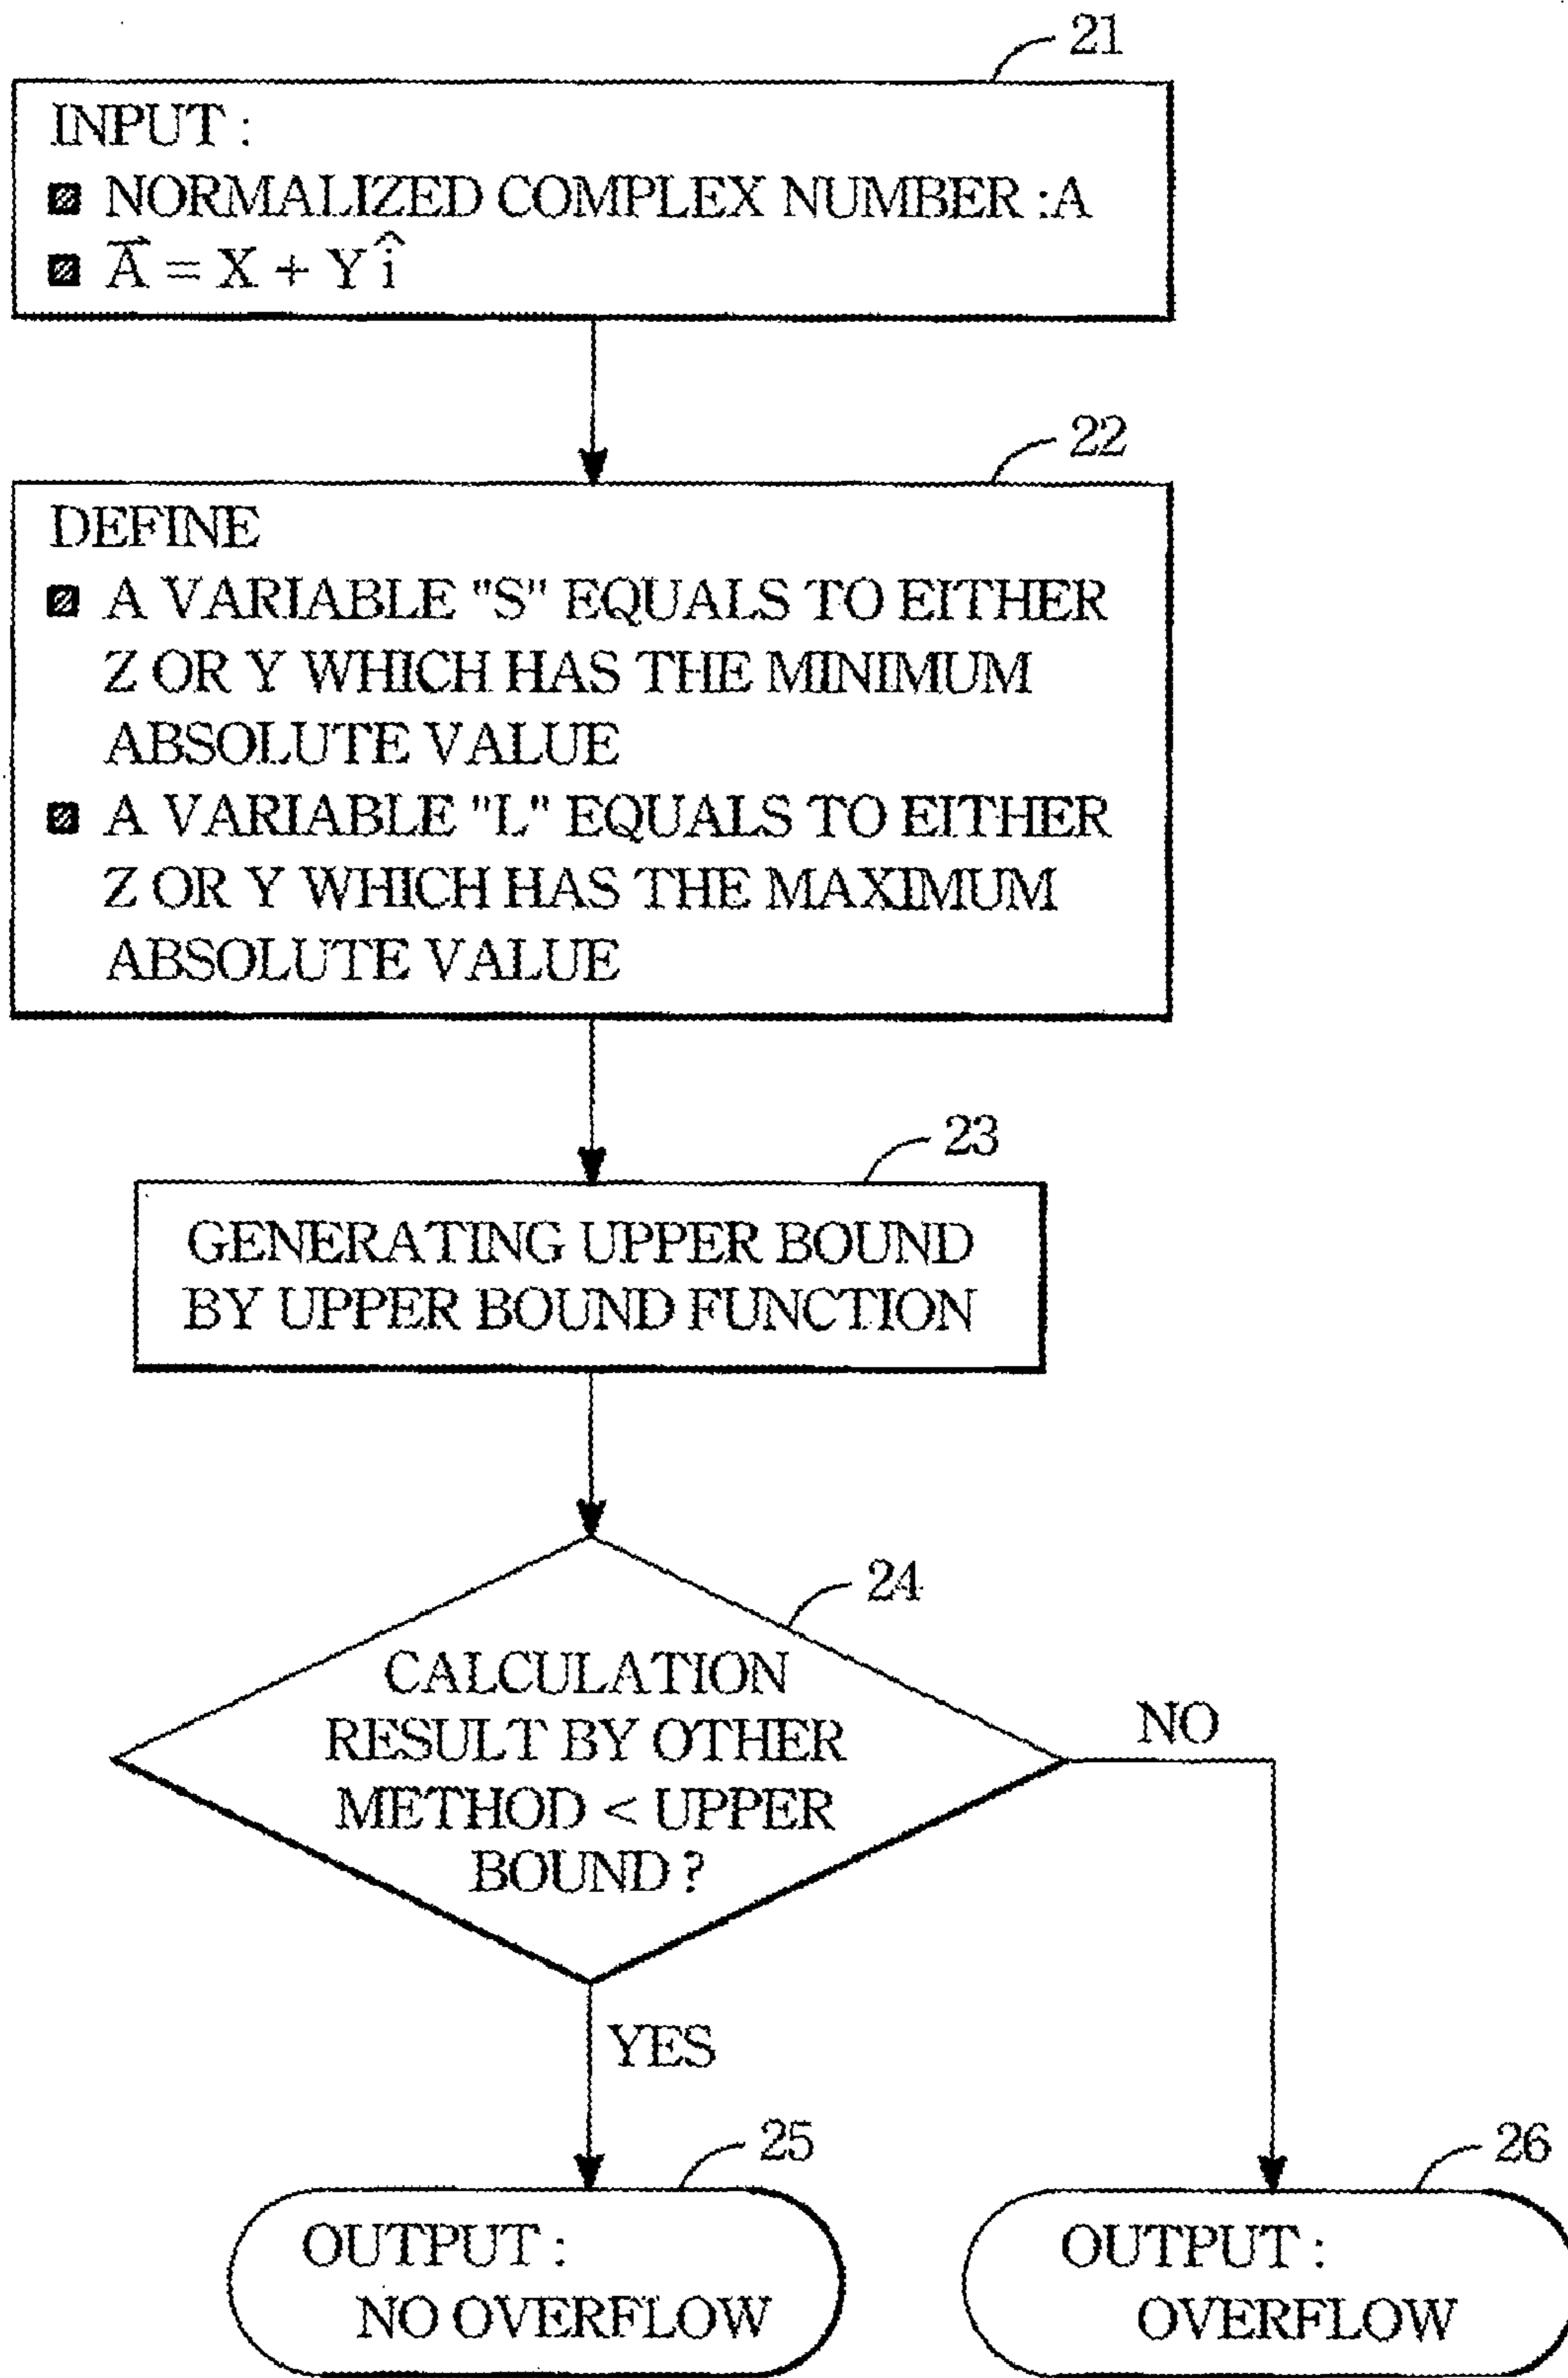 21
INPUT :
NORMALIZED COMPLEX NUMBER :A
A⃗ = X + Y î
22
DEFINE
A VARIABLE "S" EQUALS TO EITHER
Z OR Y WHICH HAS THE MINIMUM
ABSOLUTE VALUE
A VARIABLE "L" EQUALS TO EITHER
Z OR Y WHICH HAS THE MAXIMUM
ABSOLUTE VALUE
23
GENERATING UPPER BOUND
BY UPPER BOUND FUNCTION
24
CALCULATION
RESULT BY OTHER
METHOD < UPPER
BOUND ?
NO
YES
25
OUTPUT :
NO OVERFLOW
26
OUTPUT :
OVERFLOW